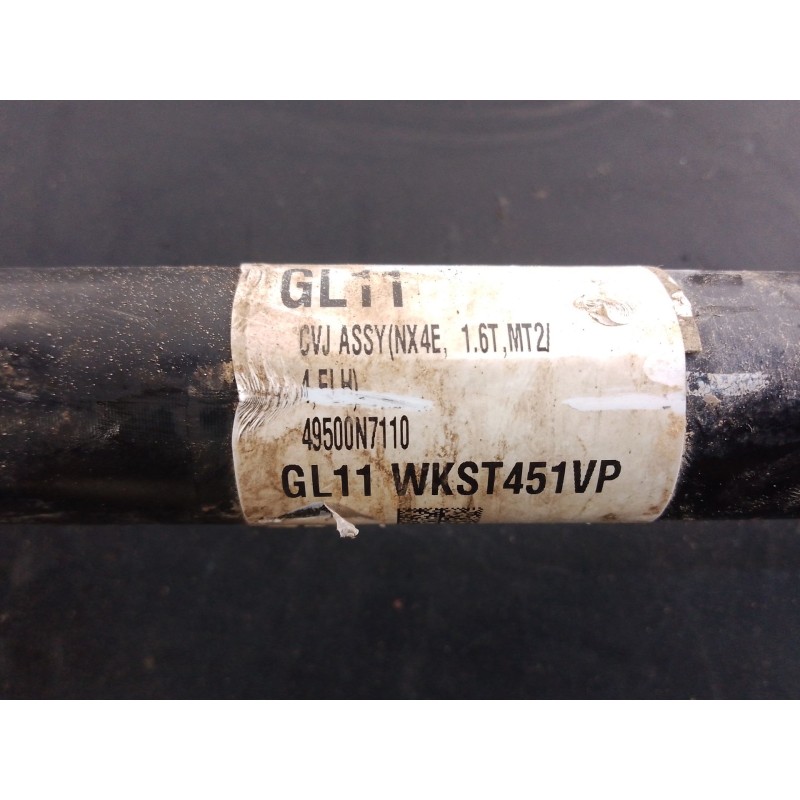 GL11
CVJ ASSY(NX4E, 1.6T,MT2/
4,FLH)
49500N7110
GL11 WKST451VP